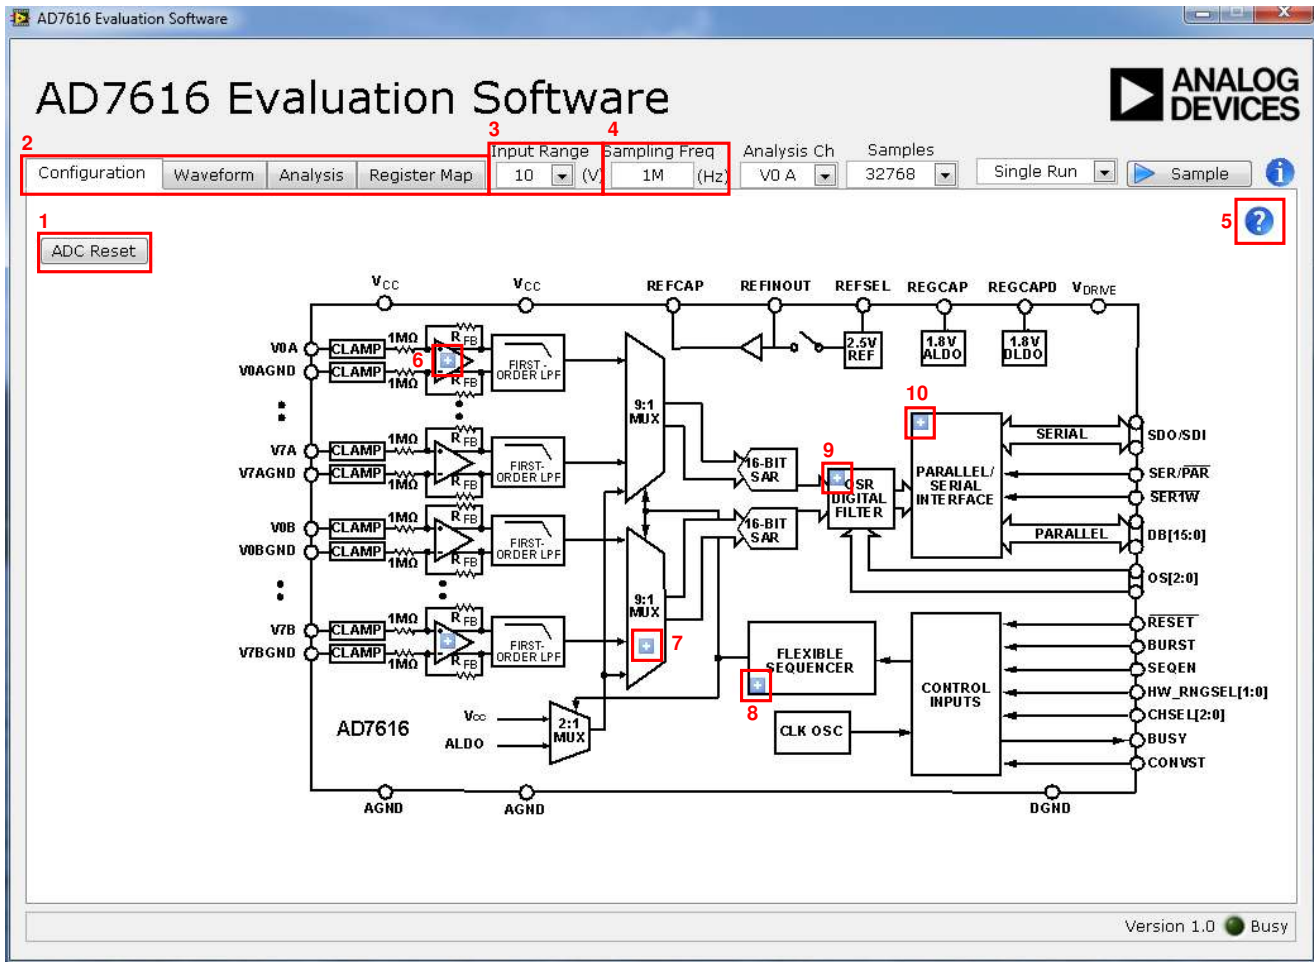 AD7616 Evaluation Software
AD7616 Evaluation Software
ANALOG
DEVICES
2
3
4
Input Range
Sampling Freq
Analysis Ch
Samples
Configuration
Waveform
Analysis
Register Map
10
(V)
1M
(Hz)
V0 A
32768
Single Run
Sample
1
5
ADC Reset
VCC
VCC
REFCAP
REFINOUT
REFSEL
REGCAP
REGCAPD
VDRIVE
V0A
CLAMP
1MΩ
RFB
V0AGND
CLAMP
1MΩ
RFB
6
FIRST-
ORDER LPF
2.5V
REF
1.8V
ALDO
1.8V
DLDO
9:1
MUX
10
V7A
CLAMP
1MΩ
RFB
V7AGND
CLAMP
1MΩ
FIRST-
ORDER LPF
16-BIT
SAR
9
OSR
DIGITAL
FILTER
PARALLEL/
SERIAL
INTERFACE
SERIAL
SDO/SDI
SER/PAR
SER1W
PARALLEL
DB[15:0]
OS[2:0]
V0B
CLAMP
1MΩ
RFB
V0BGND
CLAMP
1MΩ
RFB
FIRST-
ORDER LPF
16-BIT
SAR
9:1
MUX
7
V7B
CLAMP
1MΩ
RFB
V7BGND
CLAMP
1MΩ
RFB
FIRST-
ORDER LPF
FLEXIBLE
SEQUENCER
8
CONTROL
INPUTS
RESET
BURST
SEQEN
HW_RNGSEL[1:0]
CHSEL[2:0]
BUSY
CONVST
AD7616
Vcc
ALDO
2:1
MUX
CLK OSC
AGND
AGND
DGND
Version 1.0
Busy